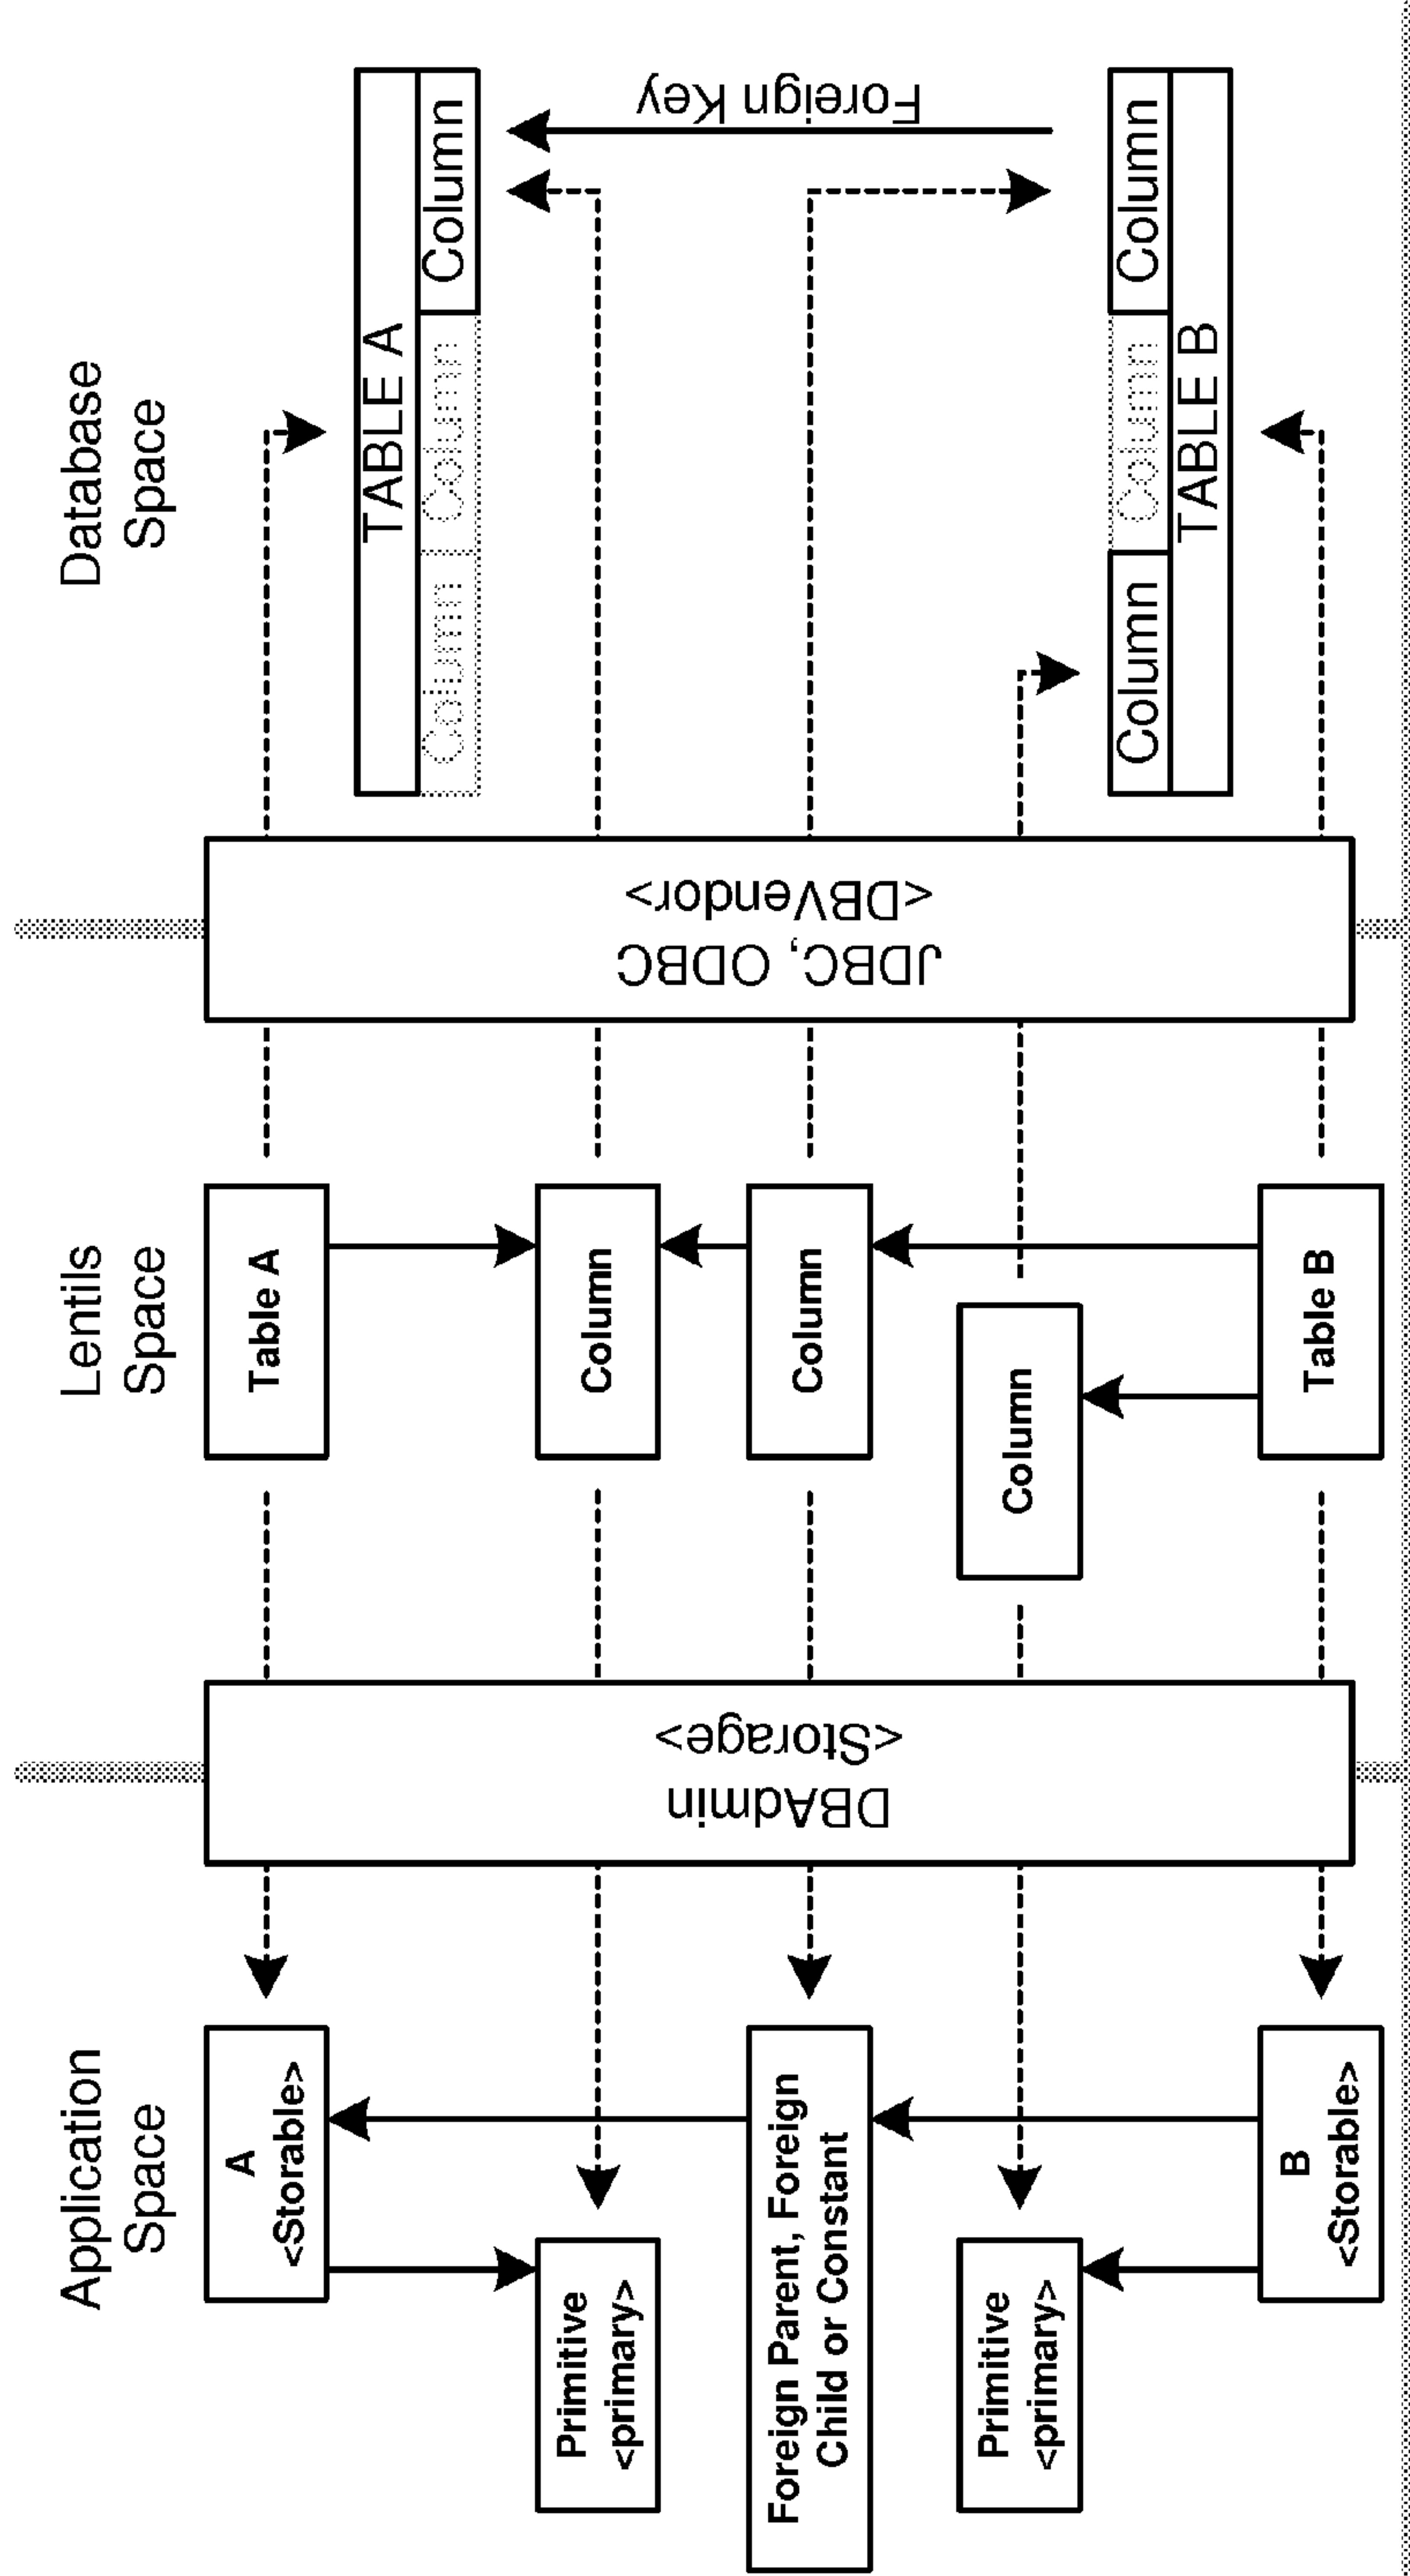 Application
Space
Lentils
Space
Database
Space
A
<Storable>
Primitive
<primary>
Foreign Parent, Foreign
Child or Constant
Primitive
<primary>
B
<Storable>
DBAdmin
<Storage>
Table A
Column
Column
Column
Table B
JDBC, ODBC
<DBVendor>
TABLE A
Column
Column
Column
Foreign Key
Column
Column
Column
TABLE B